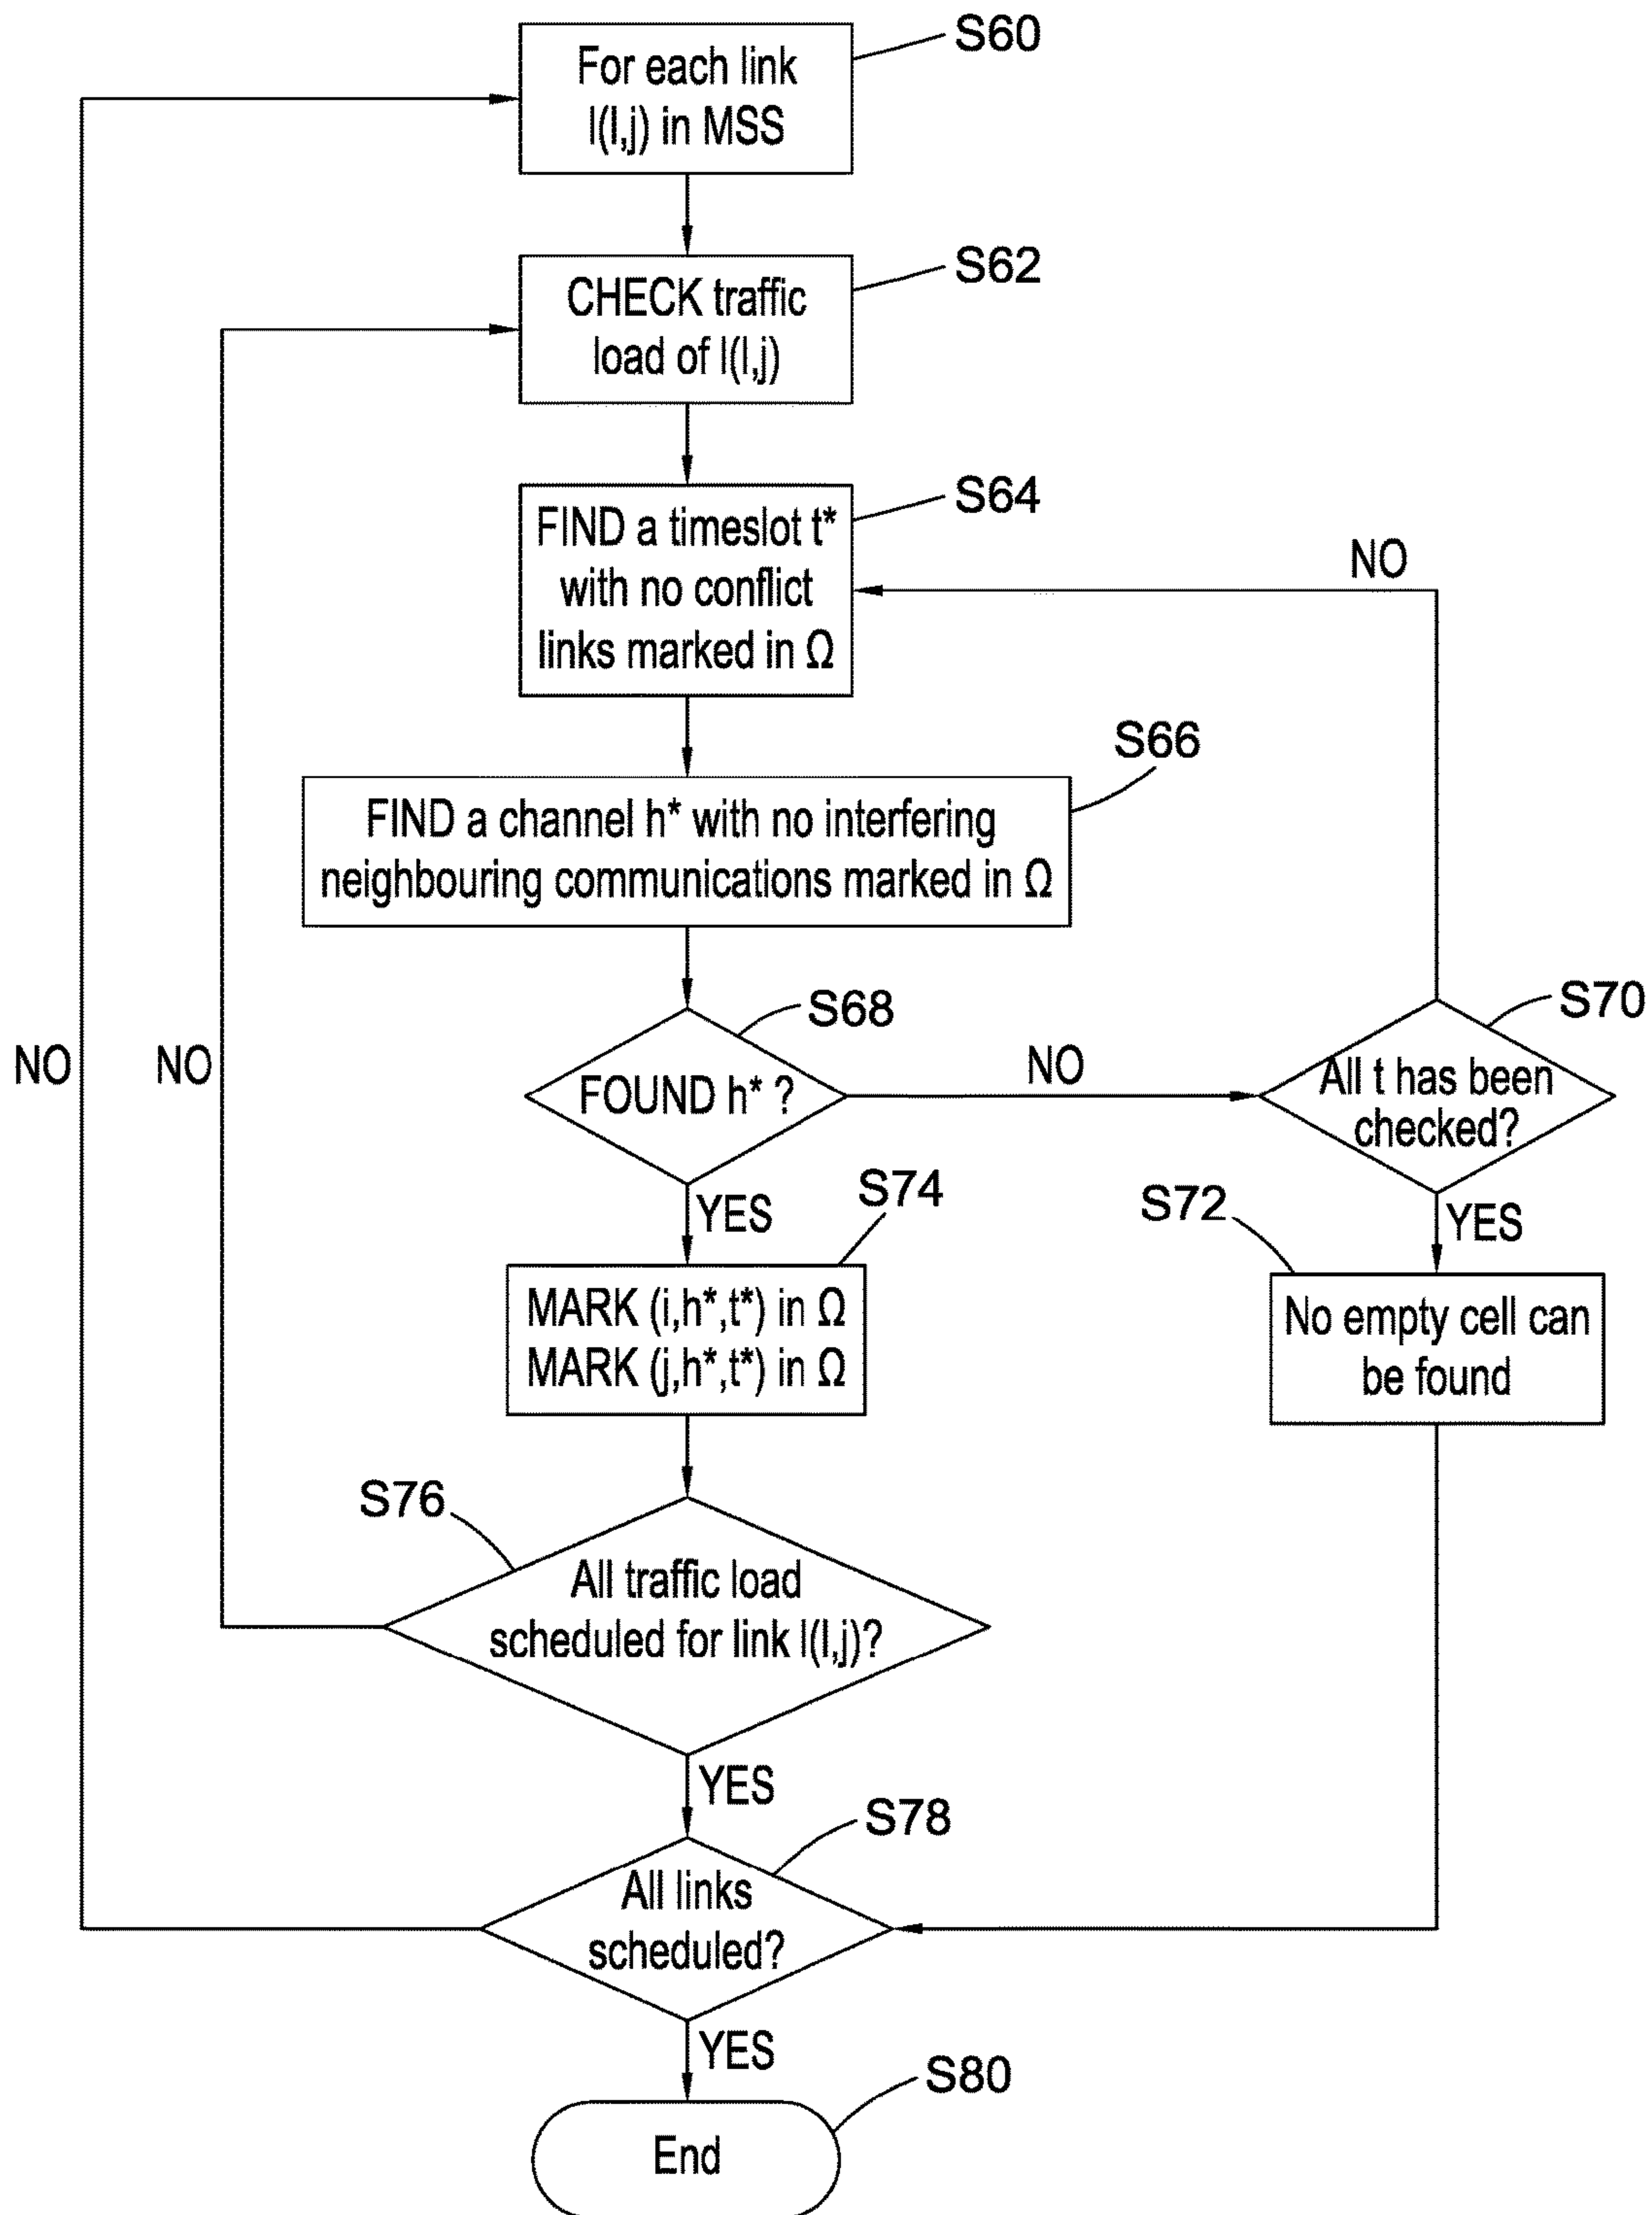 S60
For each link
l(l,j) in MSS
S62
CHECK traffic
load of l(l,j)
S64
FIND a timeslot t*
with no conflict
links marked in Ω
NO
S66
FIND a channel h* with no interfering
neighbouring communications marked in Ω
S68
FOUND h* ?
NO
S70
All t has been
checked?
NO
NO
YES
S74
MARK (i,h*,t*) in Ω
MARK (j,h*,t*) in Ω
YES
S72
No empty cell can
be found
S76
All traffic load
scheduled for link l(l,j)?
YES
S78
All links
scheduled?
YES
S80
End